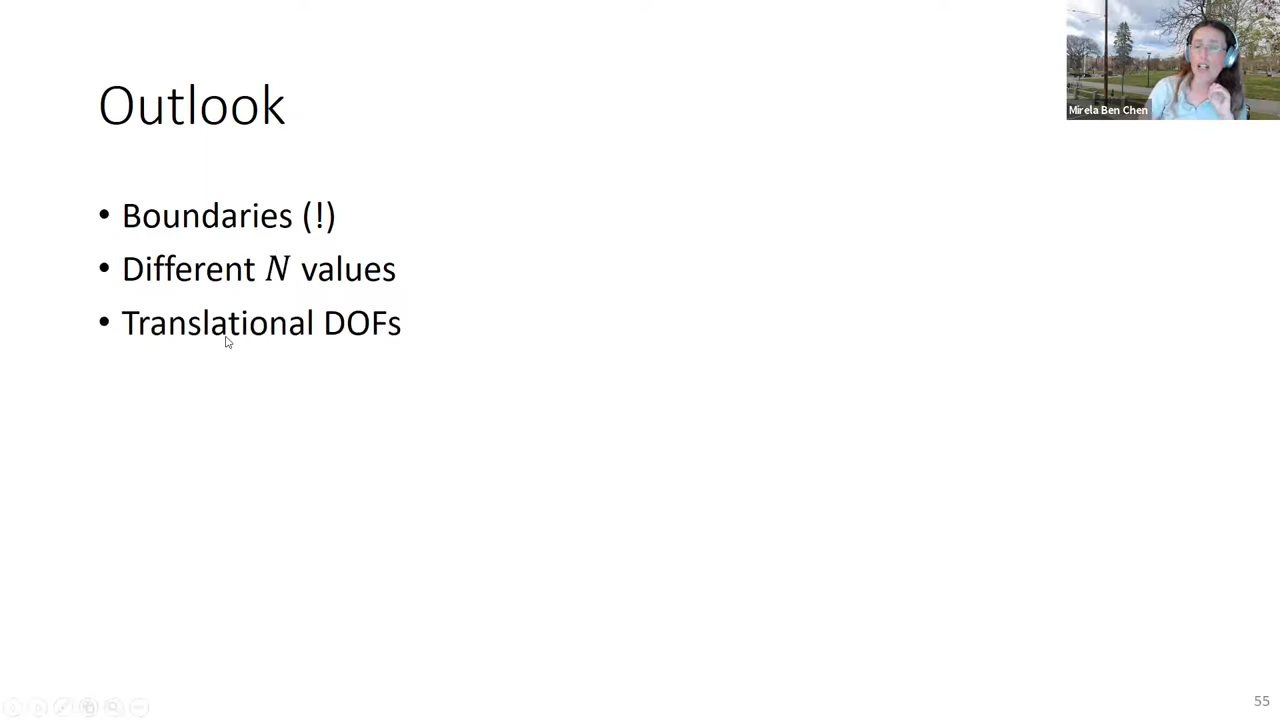 Mirela Ben Chen
Outlook
• Boundaries (!)
• Different N values
• Translational DOFs
55